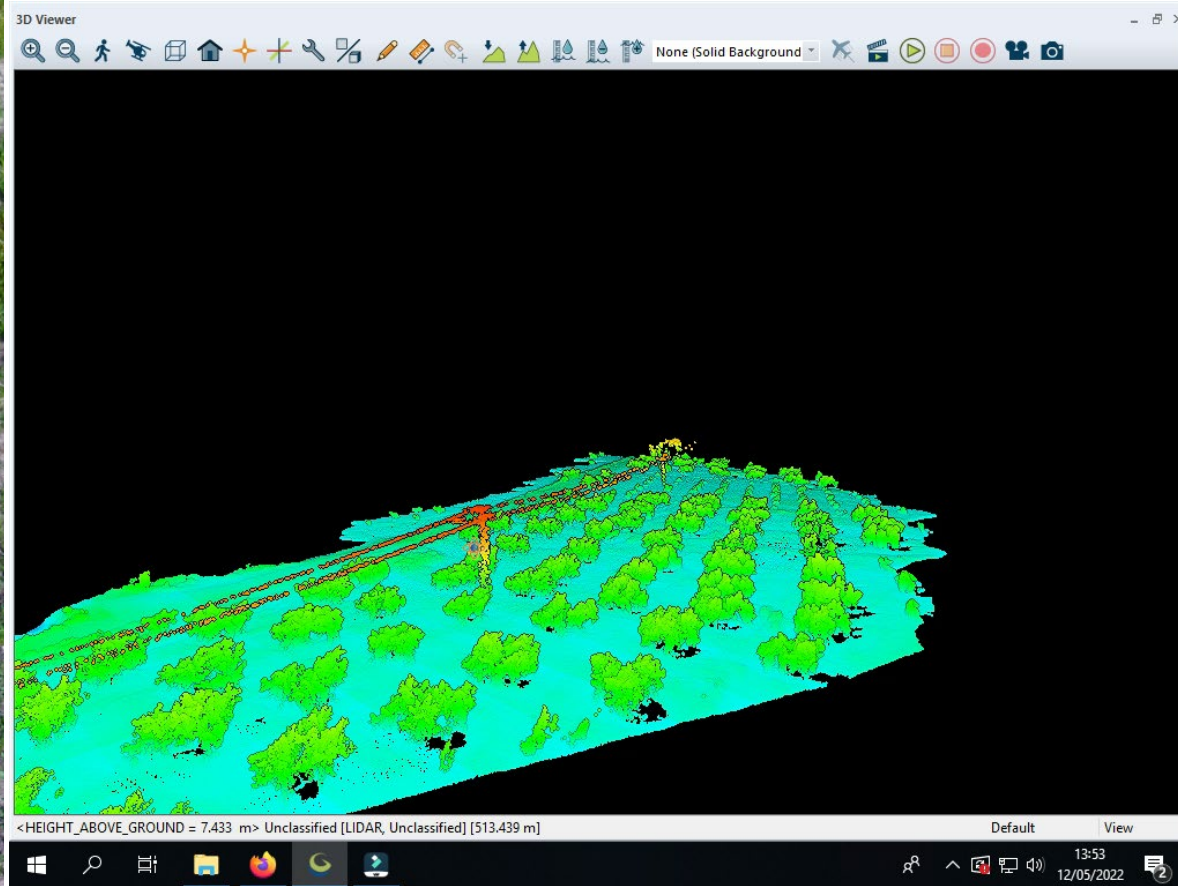 3D Viewer
None (Solid Background
<HEIGHT_ABOVE_GROUND = 7.433 m> Unclassified [LIDAR, Unclassified] [513.439 m]
Default
View
13:53
12/05/2022
2